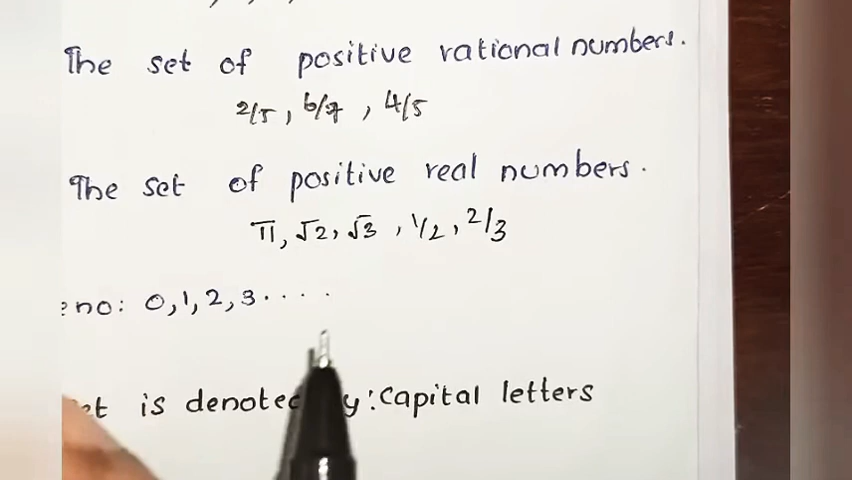 The set of positive rational numbers.
2/5, 6/7, 4/5
The set of positive real numbers.
π, √2, √3, 1/2, 2/3
no: 0,1,2,3....
is denoted y: Capital letters